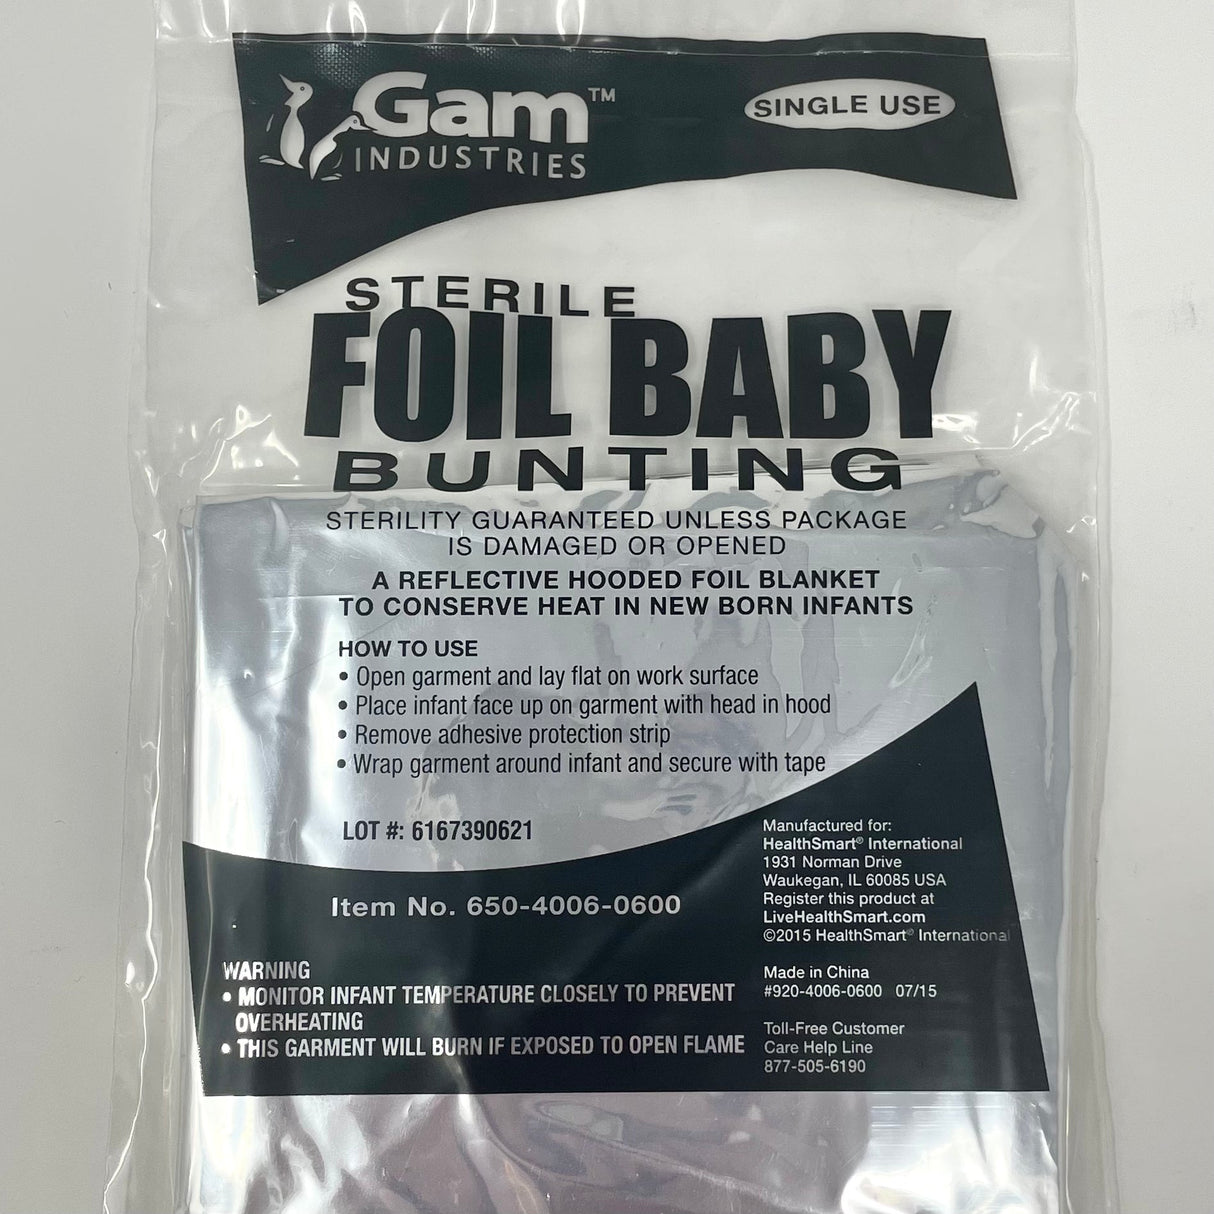 Gam™
INDUSTRIES
SINGLE USE
STERILE
FOIL BABY
BUNTING
STERILITY GUARANTEED UNLESS PACKAGE
IS DAMAGED OR OPENED
A REFLECTIVE HOODED FOIL BLANKET
TO CONSERVE HEAT IN NEW BORN INFANTS
HOW TO USE
• Open garment and lay flat on work surface
• Place infant face up on garment with head in hood
• Remove adhesive protection strip
• Wrap garment around infant and secure with tape
LOT #: 6167390621
Item No. 650-4006-0600
WARNING
• MONITOR INFANT TEMPERATURE CLOSELY TO PREVENT
OVERHEATING
• THIS GARMENT WILL BURN IF EXPOSED TO OPEN FLAME
Manufactured for:
HealthSmart® International
1931 Norman Drive
Waukegan, IL 60085 USA
Register this product at
LiveHealthSmart.com
©2015 HealthSmart® International
Made in China
#920-4006-0600 07/15
Toll-Free Customer
Care Help Line
877-505-6190